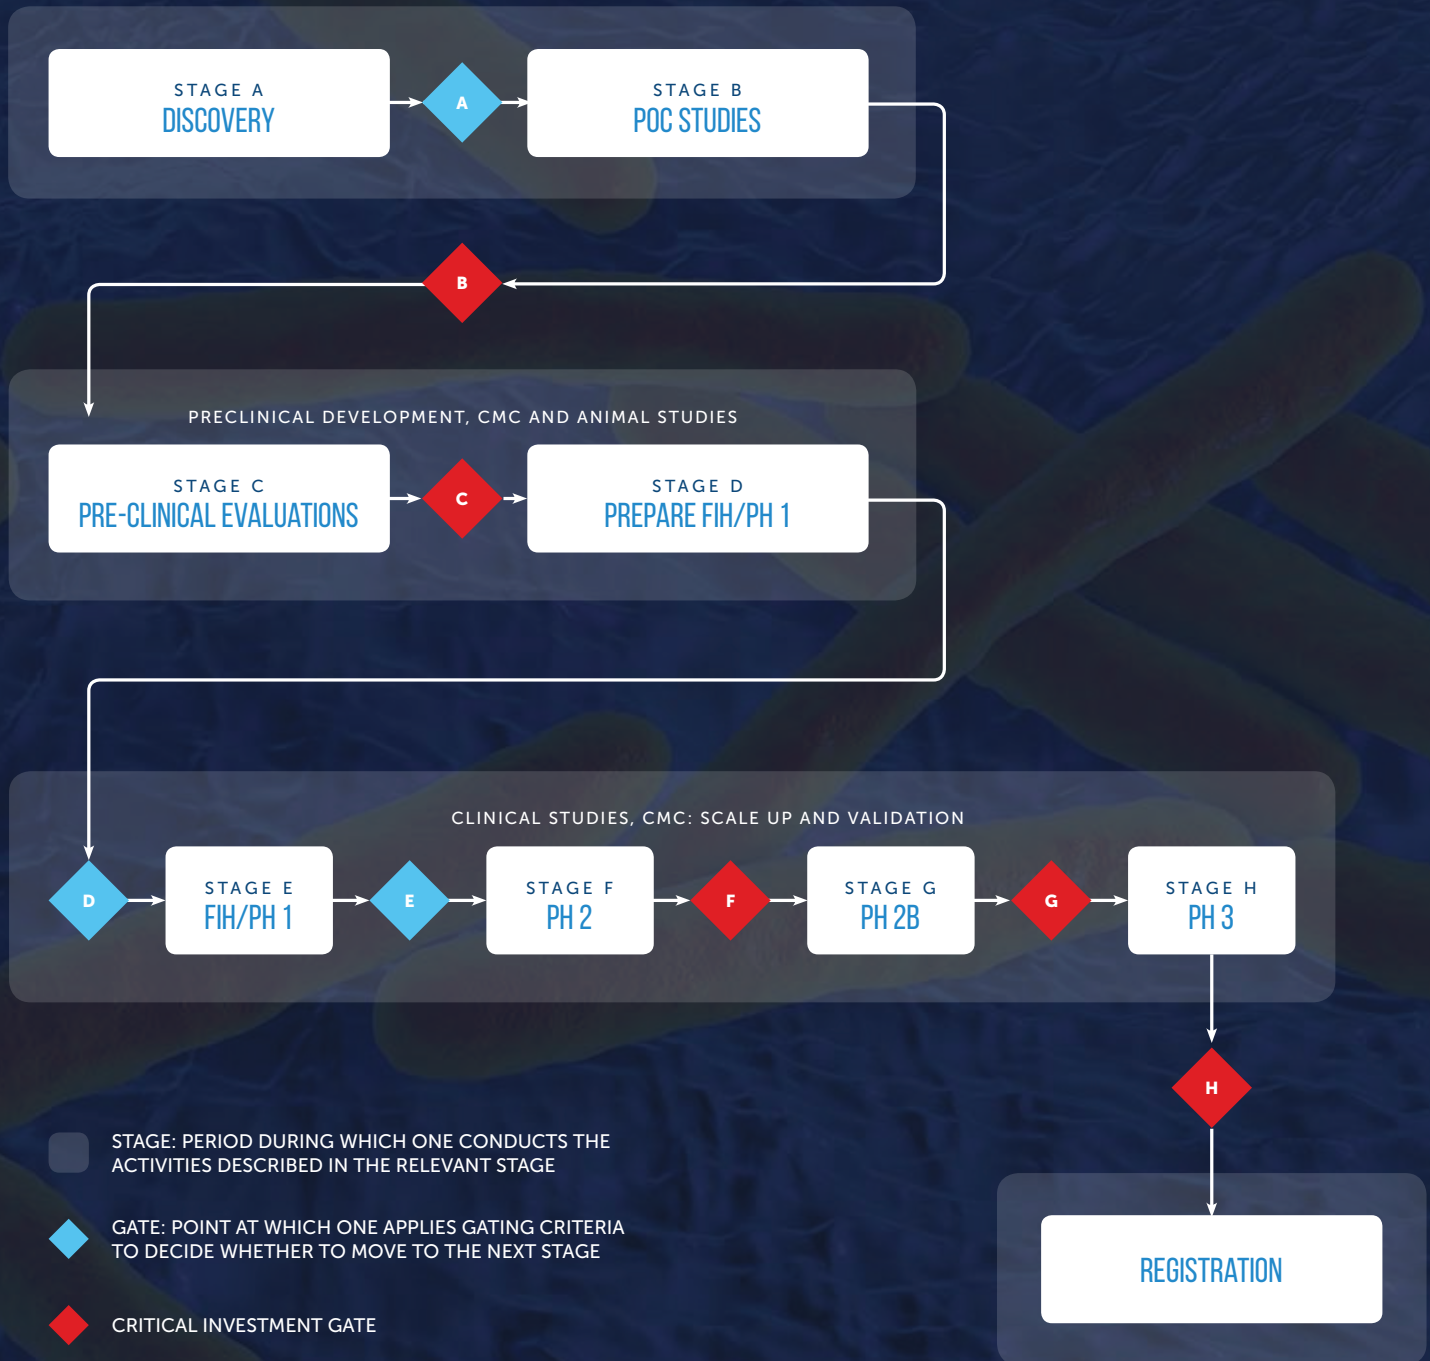 STAGE A
DISCOVERY
A
STAGE B
POC STUDIES
B
PRECLINICAL DEVELOPMENT, CMC AND ANIMAL STUDIES
STAGE C
PRE-CLINICAL EVALUATIONS
C
STAGE D
PREPARE FIH/PH 1
CLINICAL STUDIES, CMC: SCALE UP AND VALIDATION
D
STAGE E
FIH/PH 1
E
STAGE F
PH 2
F
STAGE G
PH 2B
G
STAGE H
PH 3
H
REGISTRATION
STAGE: PERIOD DURING WHICH ONE CONDUCTS THE
ACTIVITIES DESCRIBED IN THE RELEVANT STAGE
GATE: POINT AT WHICH ONE APPLIES GATING CRITERIA
TO DECIDE WHETHER TO MOVE TO THE NEXT STAGE
CRITICAL INVESTMENT GATE